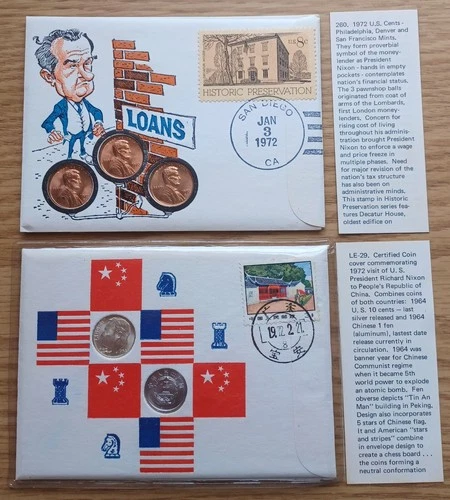 U.S. 8c
HISTORIC PRESERVATION
LOANS
SAN DIEGO
JAN
3
1972
CA
260. 1972 U.S. Cents -
Philadelphia, Denver and
San Francisco Mints.
They form proverbial
symbol of the money-
lender as President
Nixon - hands in empty
pockets - contemplates
nation's financial status.
The 3 pawnshop balls
originated from coat of
arms of the Lombards,
first London money-
lenders. Concern for
rising cost of living
throughout his adminis-
tration brought President
Nixon to enforce a wage
and price freeze in
multiple phases. Need
for major revision of
the nation's tax structure
has also been on
administrative minds.
This stamp in Historic
Preservation series fea-
tures Decatur House,
oldest edifice on
LE-29. Certified Coin
cover commemorating
1972 visit of U.S.
President Richard Nixon
to People's Republic of
China. Combines coins
of both countries: 1964
U.S. 10 cents — last
silver released and 1964
Chinese 1 fen
(aluminum), lastest date
release currently in
circulation. 1964 was
banner year for Chinese
Communist regime
when it became 5th
world power to explode
an atomic bomb. Fen
obverse depicts "Tin An
Man" building in Peking.
Design also incorporates
5 stars of Chinese flag.
It and American "stars
and stripes" combine
in envelope design
to create a chess board . . .
the coins forming a
neutral conformation